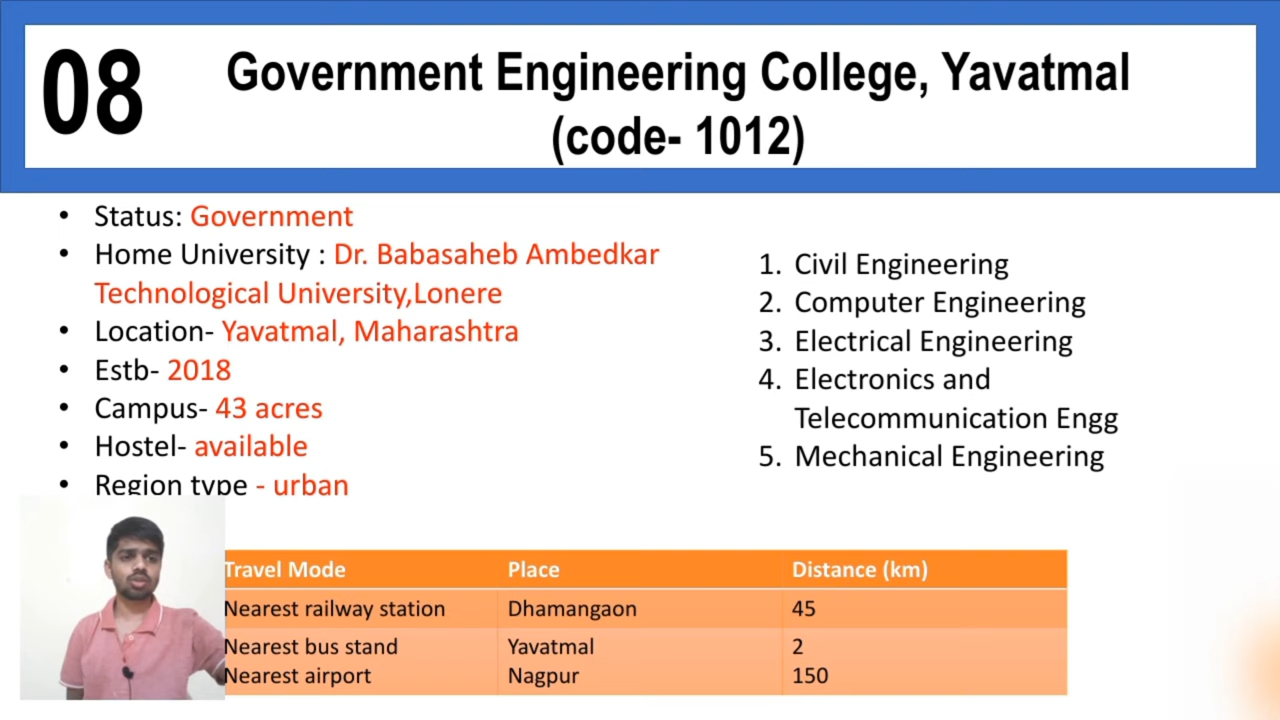 08
Government Engineering College, Yavatmal
(code- 1012)
• Status: Government
• Home University : Dr. Babasaheb Ambedkar
Technological University,Lonere
• Location- Yavatmal, Maharashtra
• Estb- 2018
• Campus- 43 acres
• Hostel- available
• Region type - urban
1. Civil Engineering
2. Computer Engineering
3. Electrical Engineering
4. Electronics and
Telecommunication Engg
5. Mechanical Engineering
Travel Mode Place Distance (km)
Nearest railway station Dhamangaon 45
Nearest bus stand Yavatmal 2
Nearest airport Nagpur 150